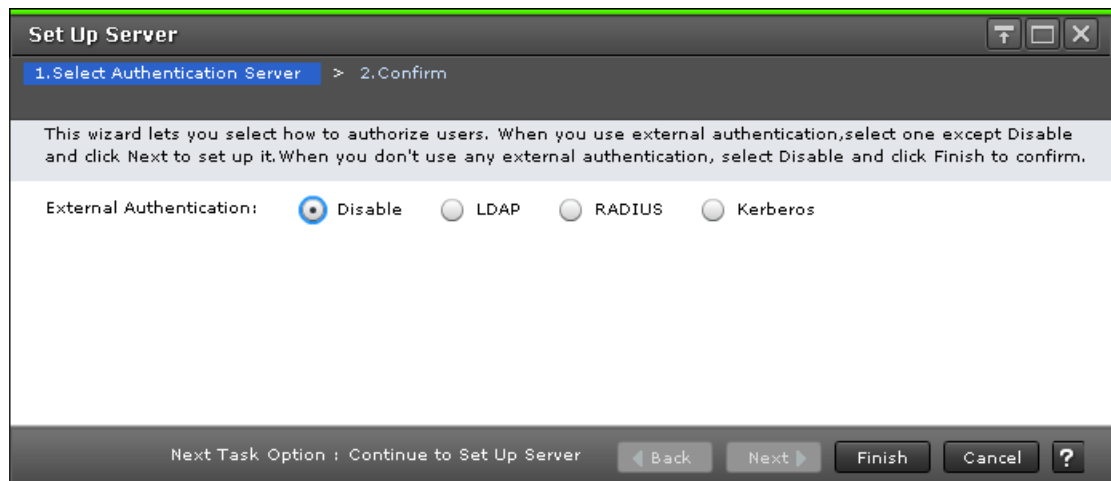 Set Up Server
1.Select Authentication Server > 2.Confirm
This wizard lets you select how to authorize users. When you use external authentication,select one except Disable
and click Next to set up it.When you don't use any external authentication, select Disable and click Finish to confirm.
External Authentication: Disable LDAP RADIUS Kerberos
Next Task Option : Continue to Set Up Server Back Next Finish Cancel ?